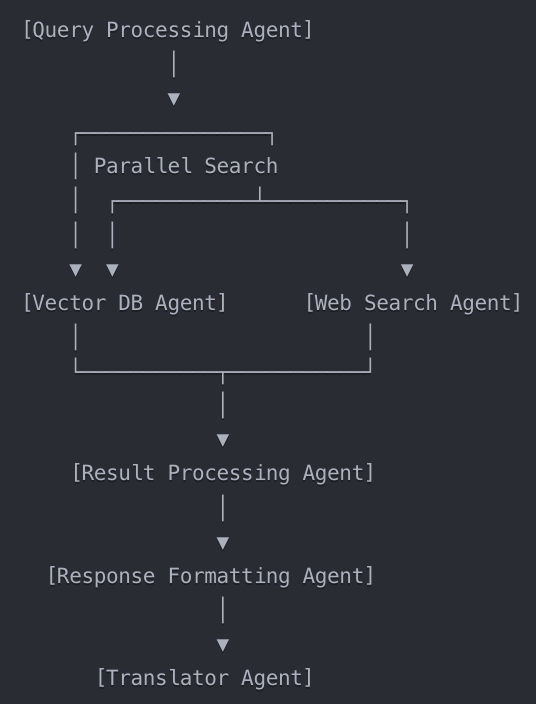 [Query Processing Agent]
Parallel Search
[Vector DB Agent] [Web Search Agent]
[Result Processing Agent]
[Response Formatting Agent]
[Translator Agent]